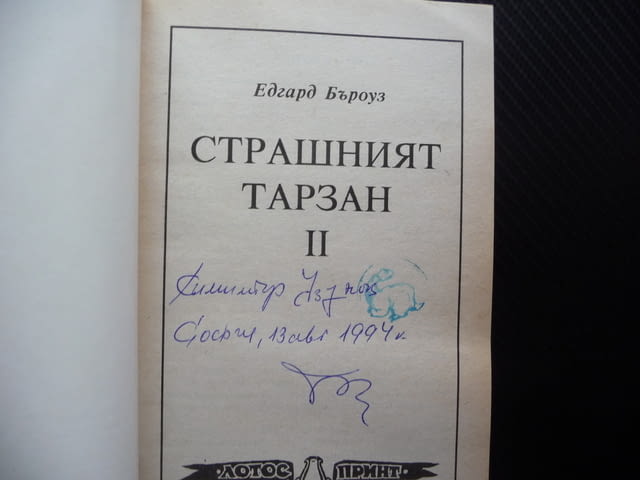 Едгард Бъроуз
СТРАШНИЯТ
ТАРЗАН
II
Димитър
София, 13 авг 1994 г.
ЛОТОС ПРИНТ